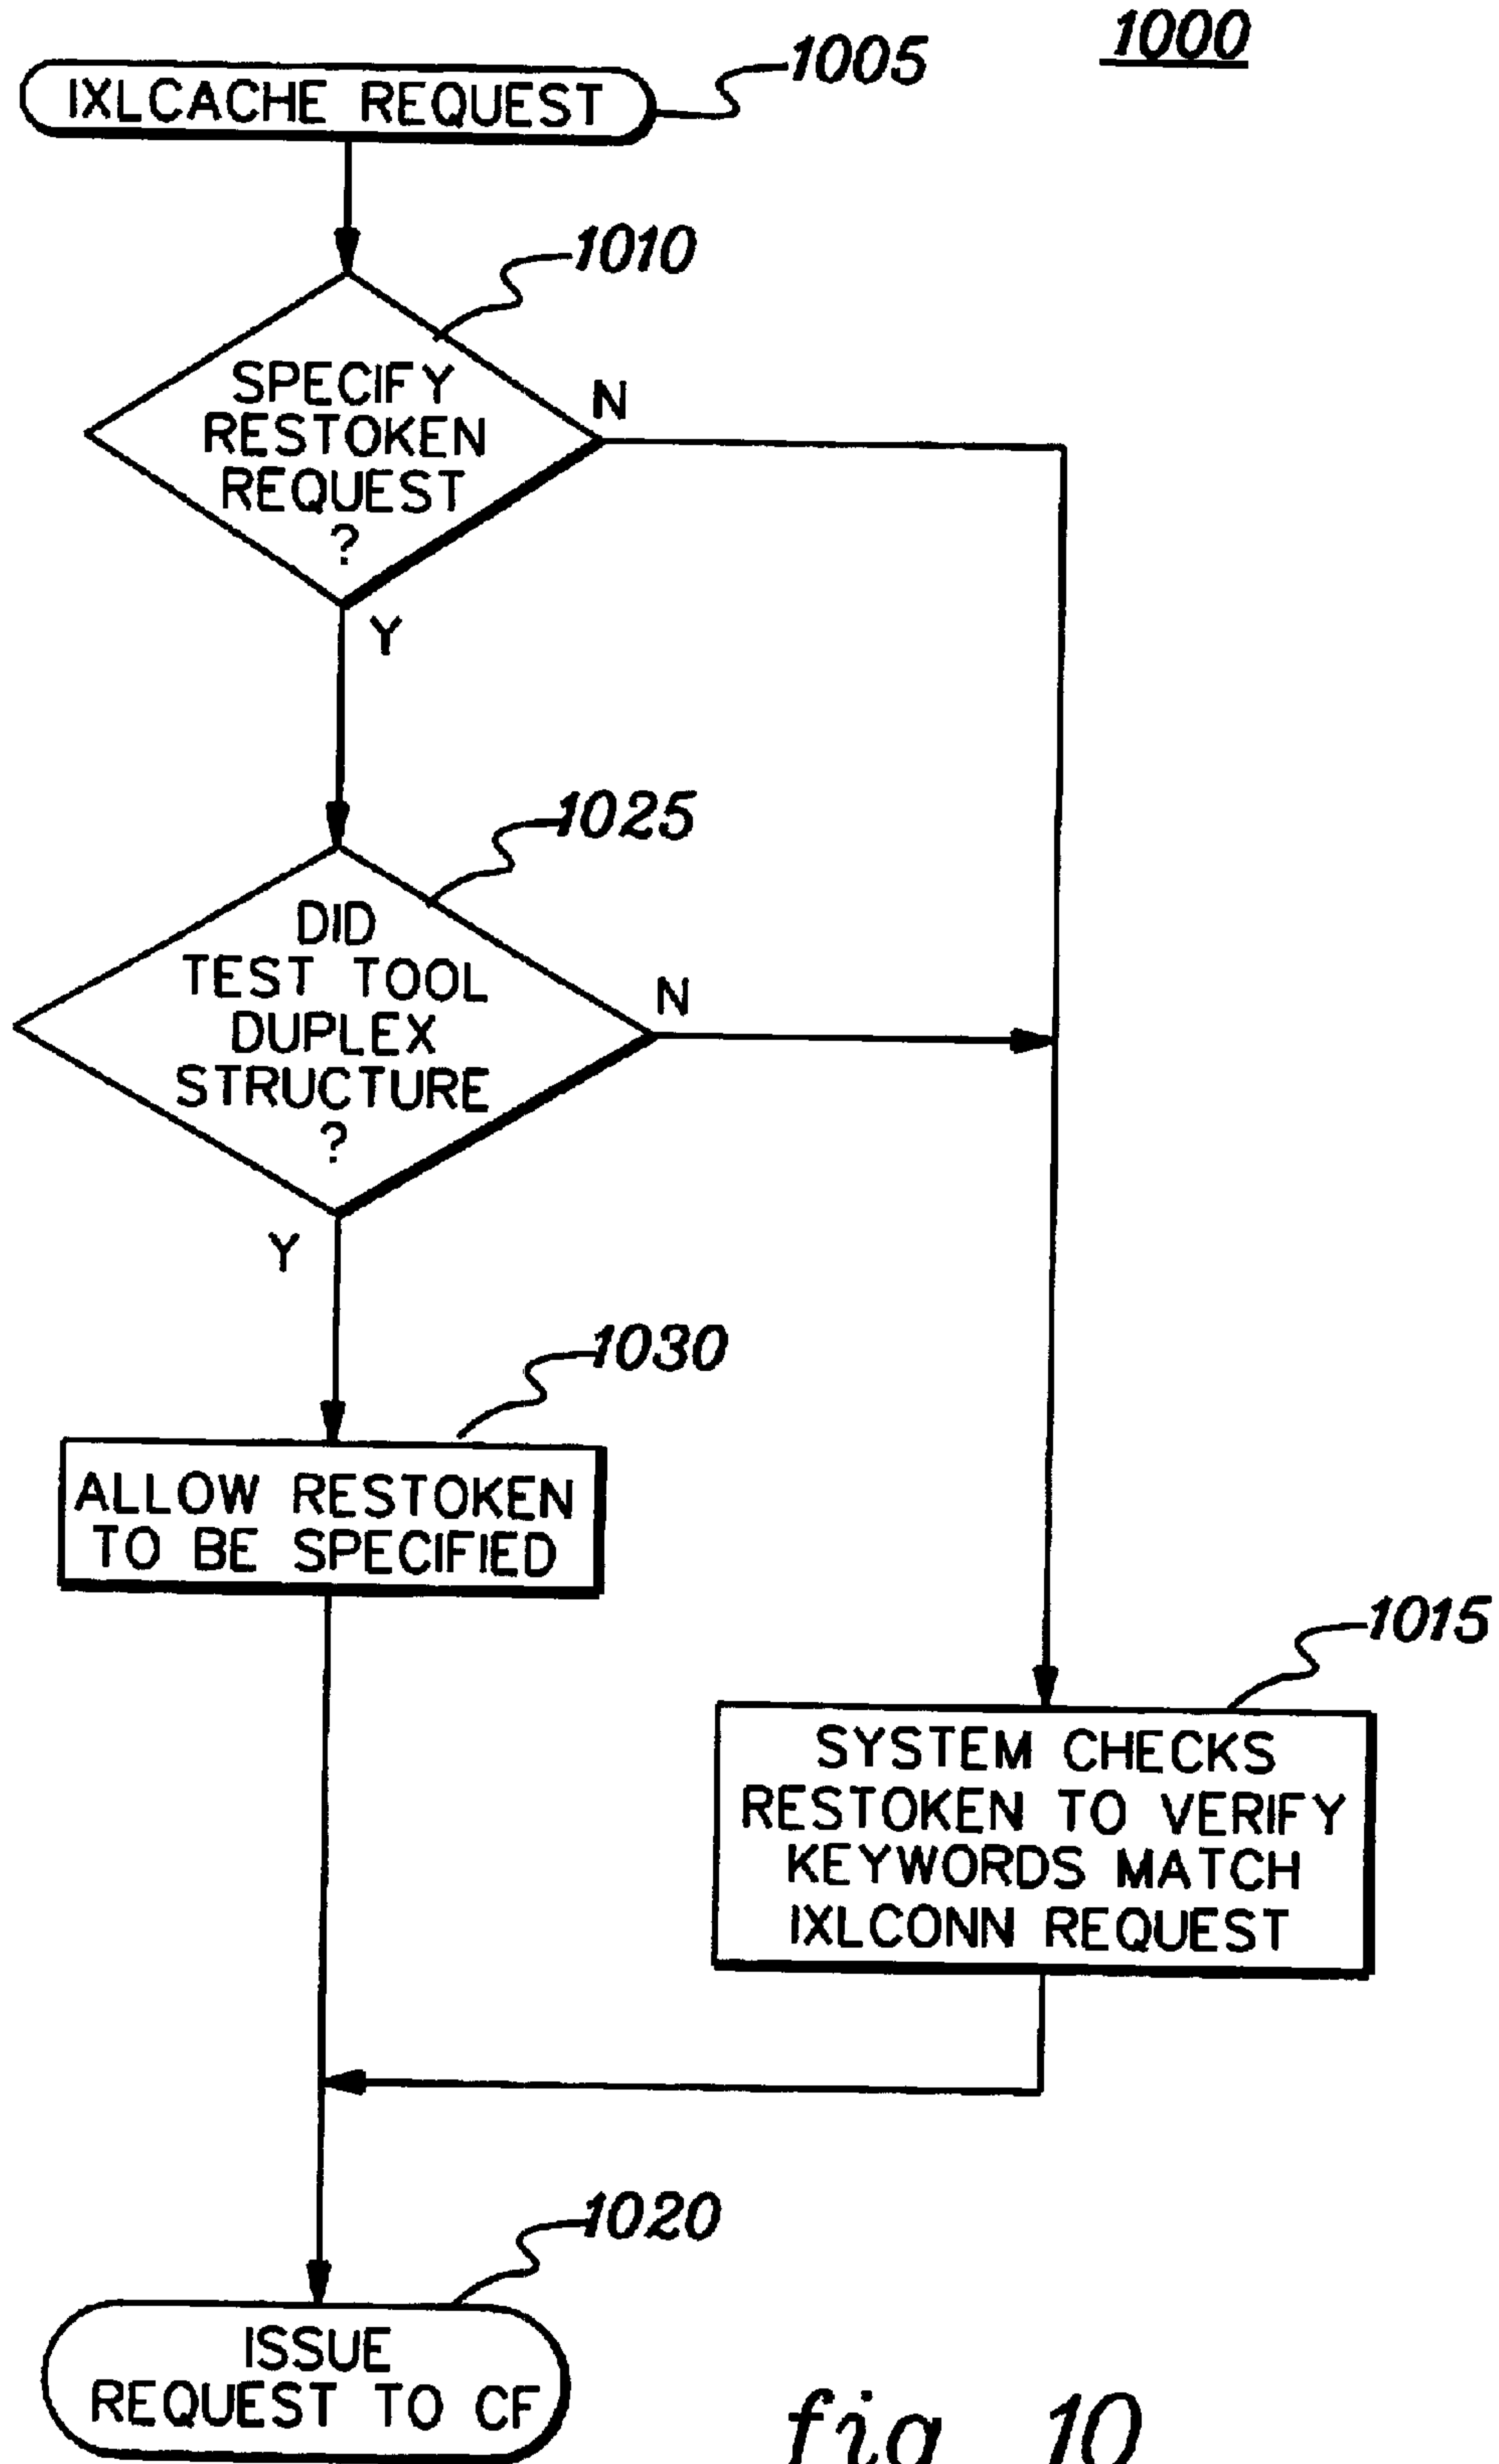 1000
1005
IXLCACHE REQUEST
1010
SPECIFY
RESTOKEN
REQUEST
?
N
Y
1025
DID
TEST TOOL
DUPLEX
STRUCTURE
?
N
Y
1030
ALLOW RESTOKEN
TO BE SPECIFIED
1015
SYSTEM CHECKS
RESTOKEN TO VERIFY
KEYWORDS MATCH
IXLCONN REQUEST
1020
ISSUE
REQUEST TO CF
fig 10